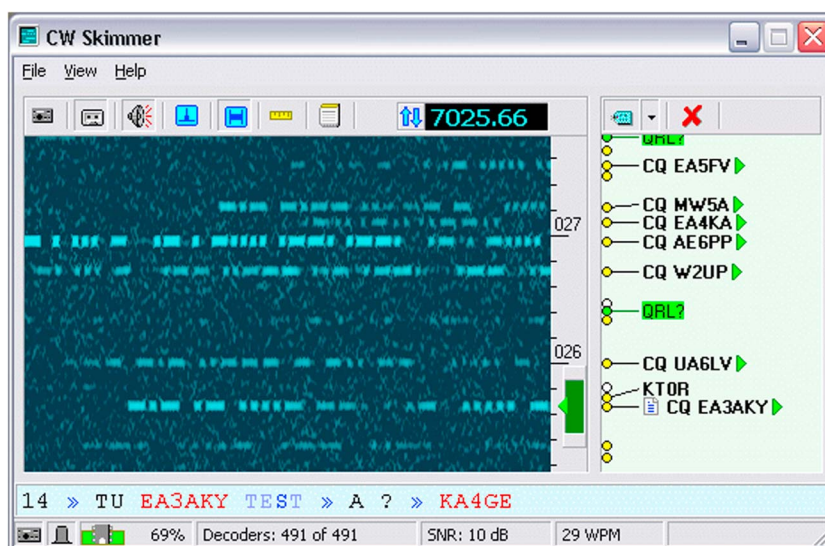 CW Skimmer
File View Help
7025.66
QRL?
CQ EA5FV
CQ MW5A
027
CQ EA4KA
CQ AE6PP
CQ W2UP
QRL?
026
CQ UA6LV
KT0R
CQ EA3AKY
14 » TU EA3AKY TEST » A ? » KA4GE
69% Decoders: 491 of 491 SNR: 10 dB 29 WPM